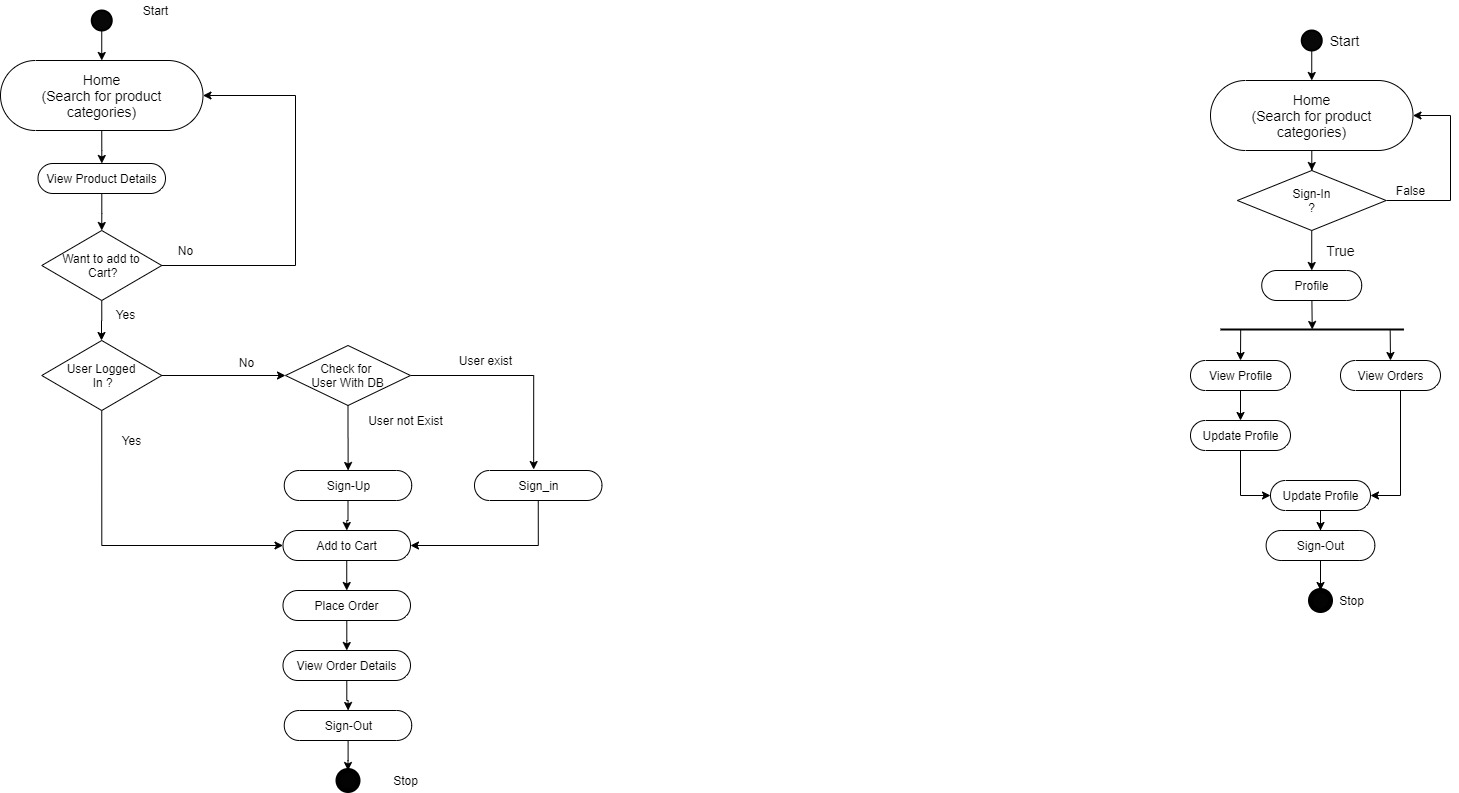 Start
Home
(Search for product
categories)
View Product Details
Want to add to
Cart?
No
Yes
User Logged
In ?
No
Check for
User With DB
User exist
User not Exist
Yes
Sign-Up
Sign_in
Add to Cart
Place Order
View Order Details
Sign-Out
Stop
Start
Home
(Search for product
categories)
Sign-In
?
False
True
Profile
View Profile
View Orders
Update Profile
Update Profile
Sign-Out
Stop